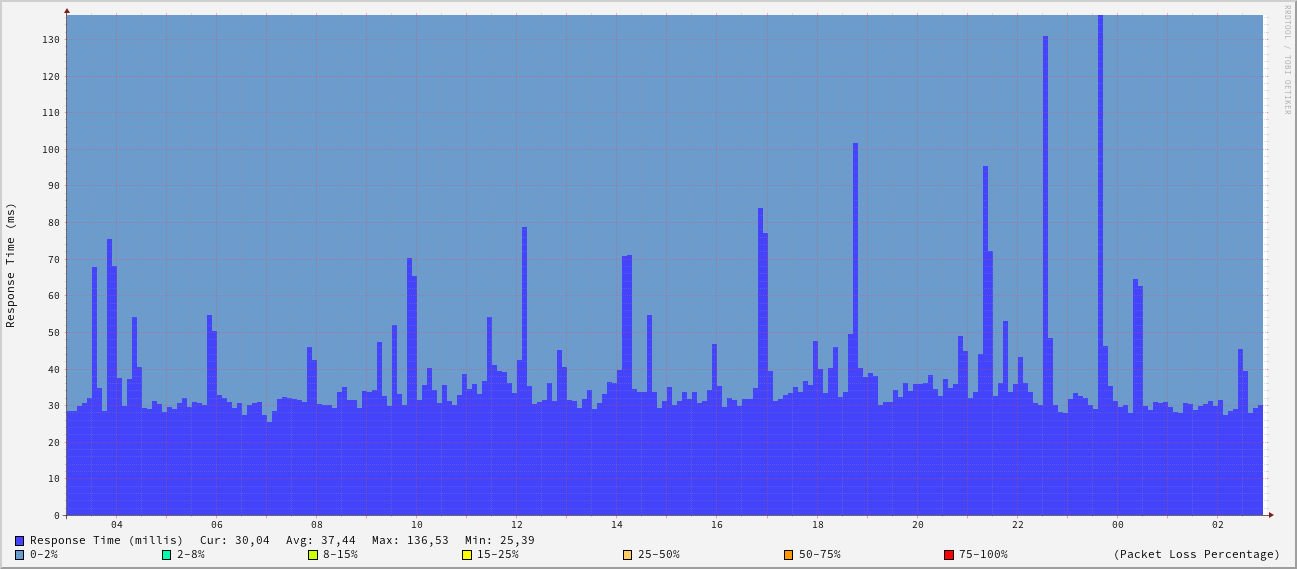 RRDTOOL / TOBI OETIKER
Response Time (ms)
130
120
110
100
90
80
70
60
50
40
30
20
10
0
04 06 08 10 12 14 16 18 20 22 00 02
Response Time (millis) Cur: 30,04 Avg: 37,44 Max: 136,53 Min: 25,39
0-2% 2-8% 8-15% 15-25% 25-50% 50-75% 75-100% (Packet Loss Percentage)